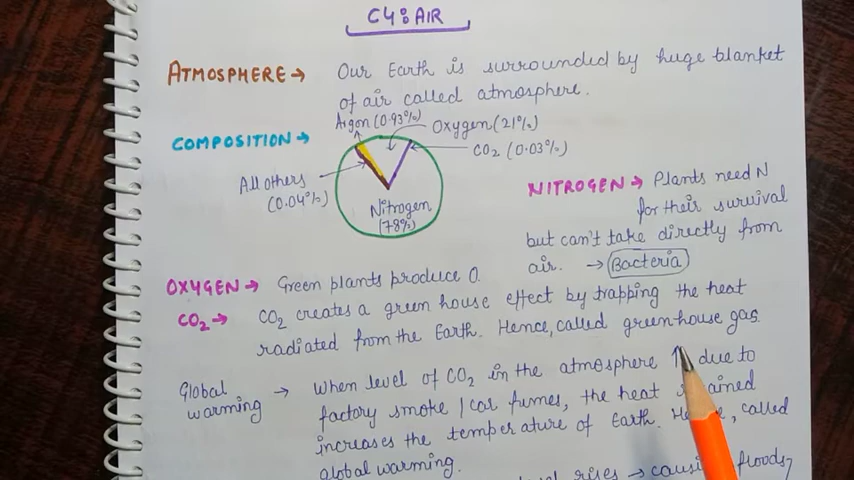 C4: AIR
ATMOSPHERE → Our Earth is surrounded by huge blanket
of air called atmosphere.
COMPOSITION →
Argon (0.93%)
Oxygen (21%)
CO2 (0.03%)
All others
(0.04%)
Nitrogen
(78%)
NITROGEN → Plants need N
for their survival
but can't take directly from
air. → Bacteria
OXYGEN → Green plants produce O.
CO2 → CO2 creates a green house effect by trapping the heat
radiated from the Earth. Hence, called greenhouse gas.
Global
warming → When level of CO2 in the atmosphere ↑ due to
factory smoke / car fumes, the heat
increases the temperature of Earth. called
global warming.
rises → causing floods,